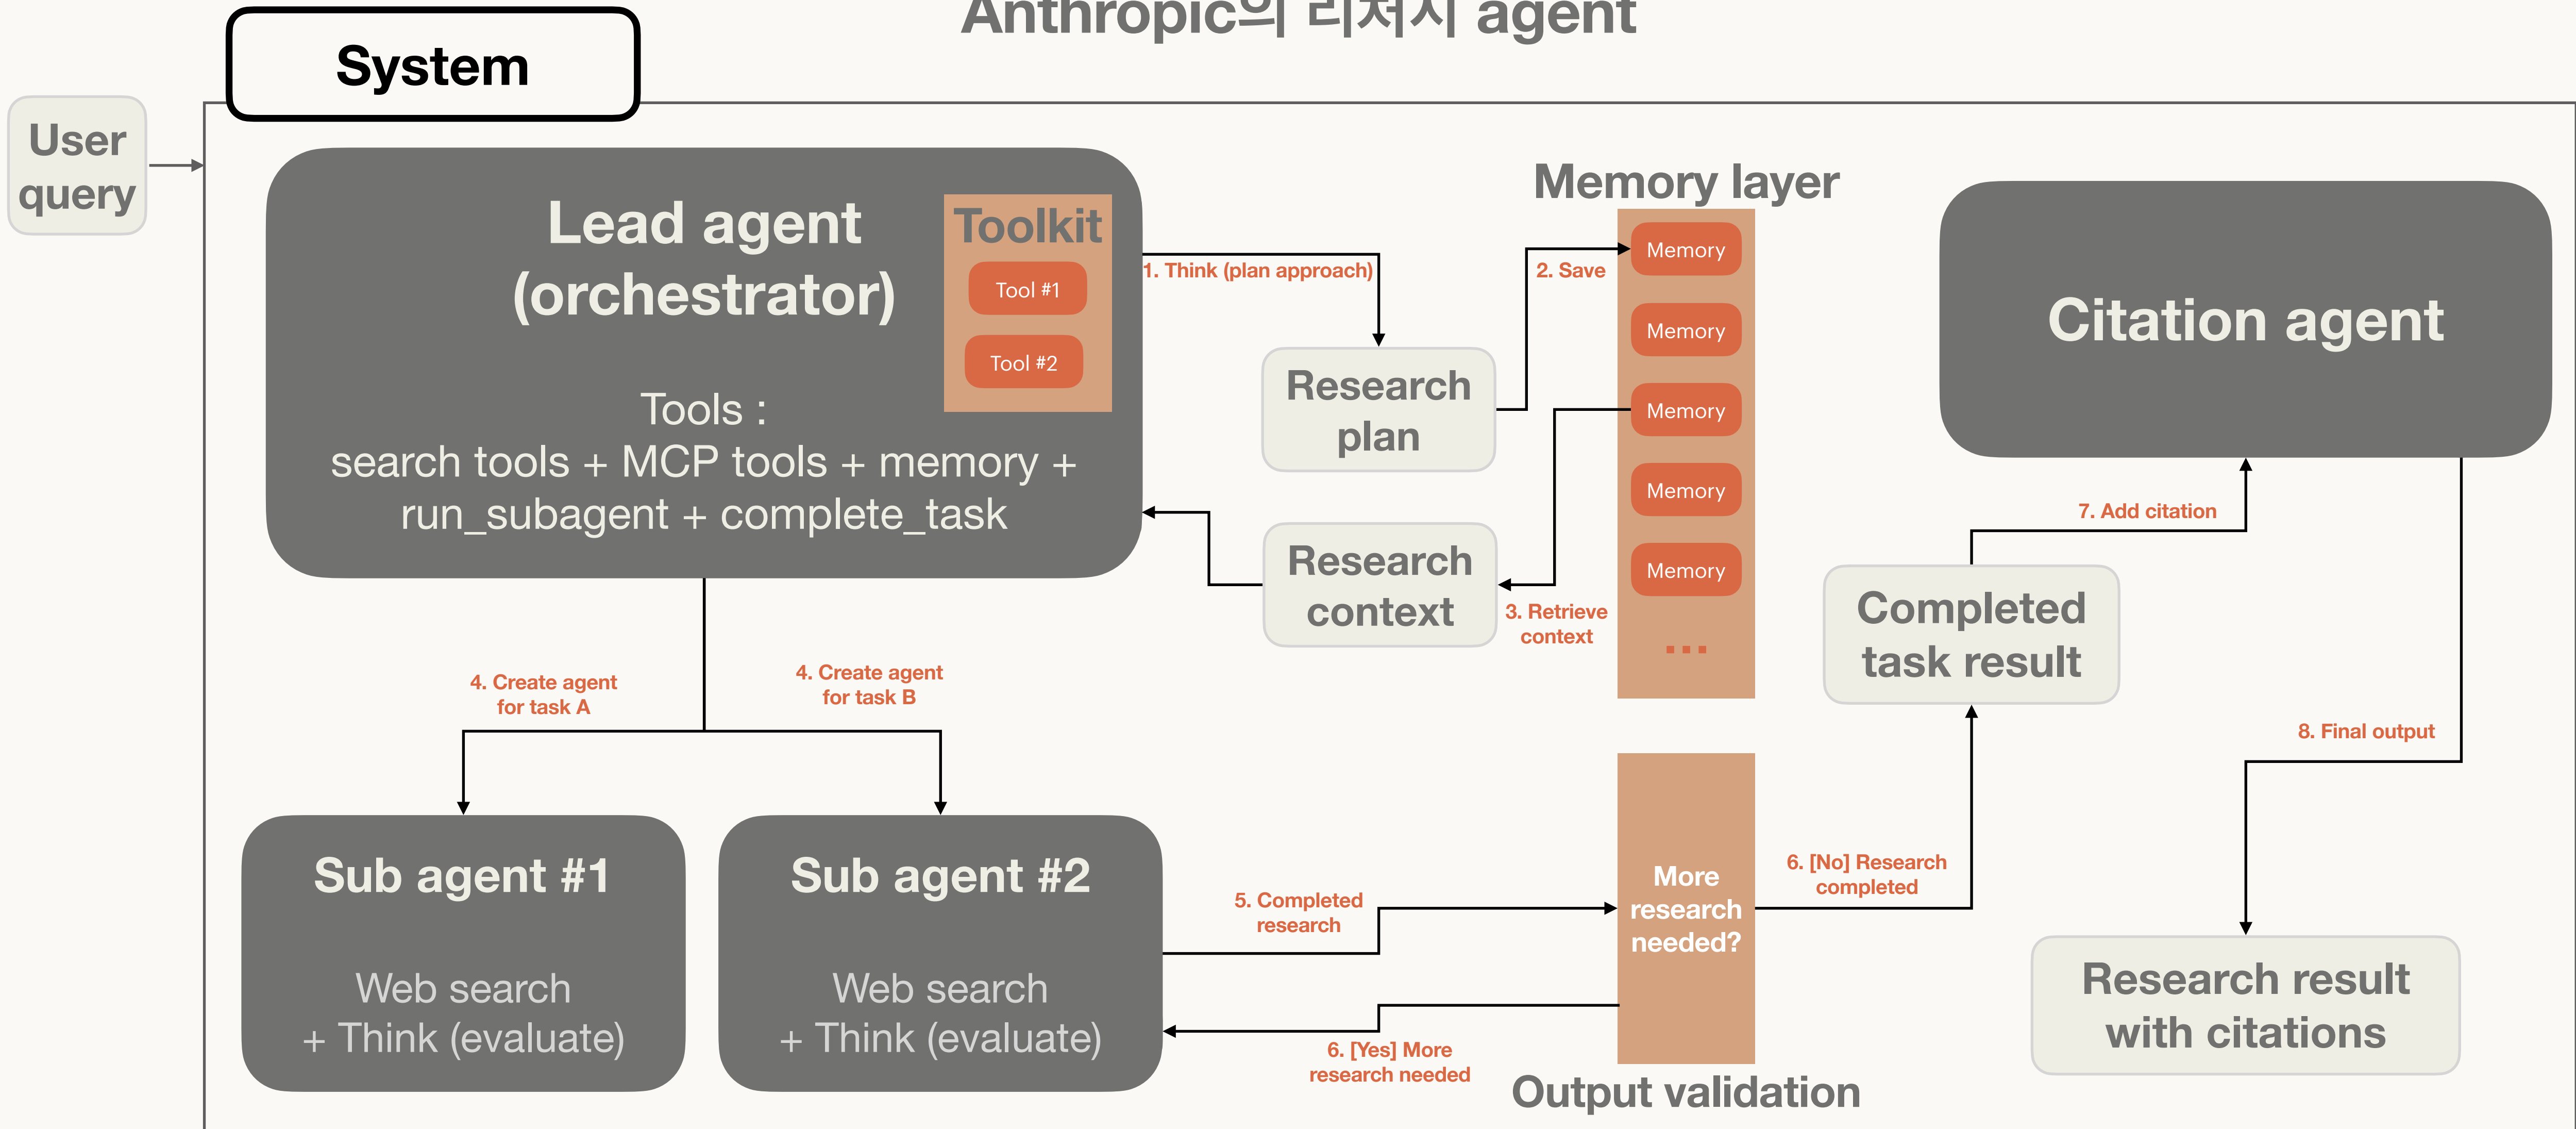 Anthropic의 리처치 agent
System
User
query
Lead agent
(orchestrator)
Toolkit
Tool #1
Tool #2
Tools :
search tools + MCP tools + memory +
run_subagent + complete_task
1. Think (plan approach)
Research
plan
2. Save
Memory layer
Memory
Memory
Memory
Memory
Memory
...
3. Retrieve
context
Research
context
4. Create agent
for task A
4. Create agent
for task B
Sub agent #1
Web search
+ Think (evaluate)
Sub agent #2
Web search
+ Think (evaluate)
5. Completed
research
More
research
needed?
6. [Yes] More
research needed
Output validation
6. [No] Research
completed
Completed
task result
7. Add citation
Citation agent
8. Final output
Research result
with citations